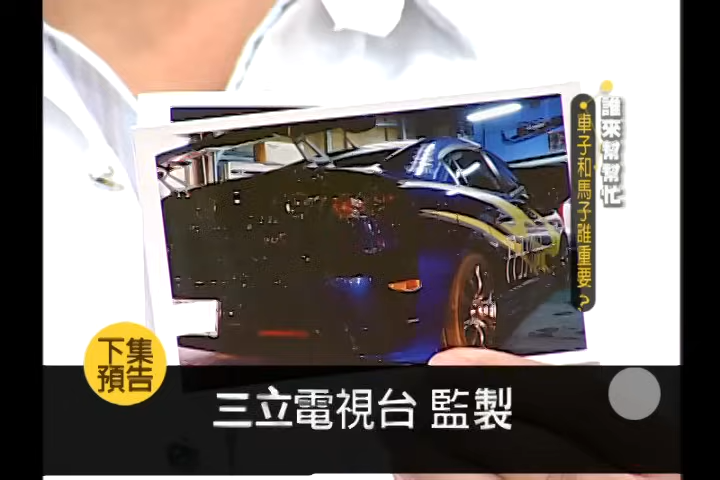 誰來幫幫忙
車子和馬子誰重要?
下集
預告
三立電視台 監製